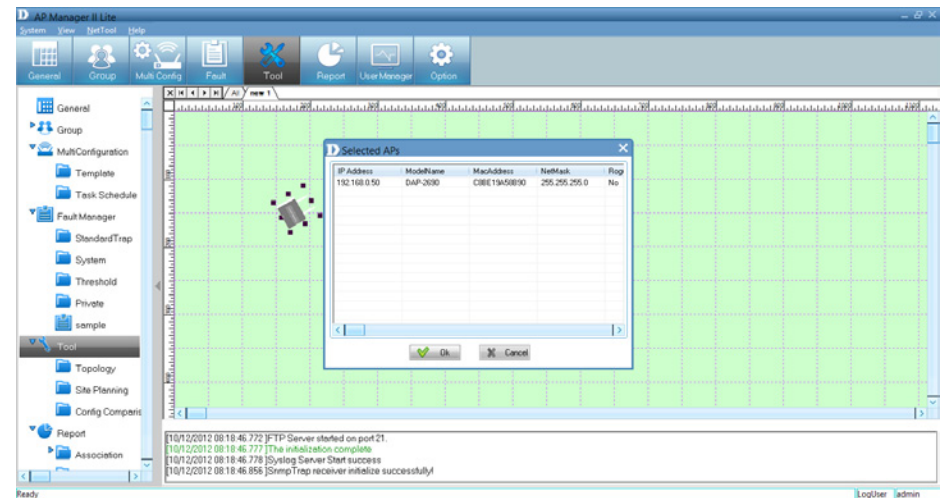 D AP Manager II Lite
System View NetTool Help
General Group Multi Config Fault Tool Report User Manager Option
General
Group
MultiConfiguration
Template
Task Schedule
Fault Manager
StandardTrap
System
Threshold
Private
sample
Tool
Topology
Site Planning
Config Comparis
Report
Association
All new 1
Selected APs
IP Address ModelName MacAddress NetMask Rog
192.168.0.50 DAP-2690 C8BE19A50B90 255.255.255.0 No
Ok Cancel
[10/12/2012 08:18:46.772 ]FTP Server started on port 21.
[10/12/2012 08:18:46.777 ]The initialization complete
[10/12/2012 08:18:46.778 ]Syslog Server Start success
[10/12/2012 08:18:46.856 ]SnmpTrap receiver initialize successfully!
Ready LogUser admin